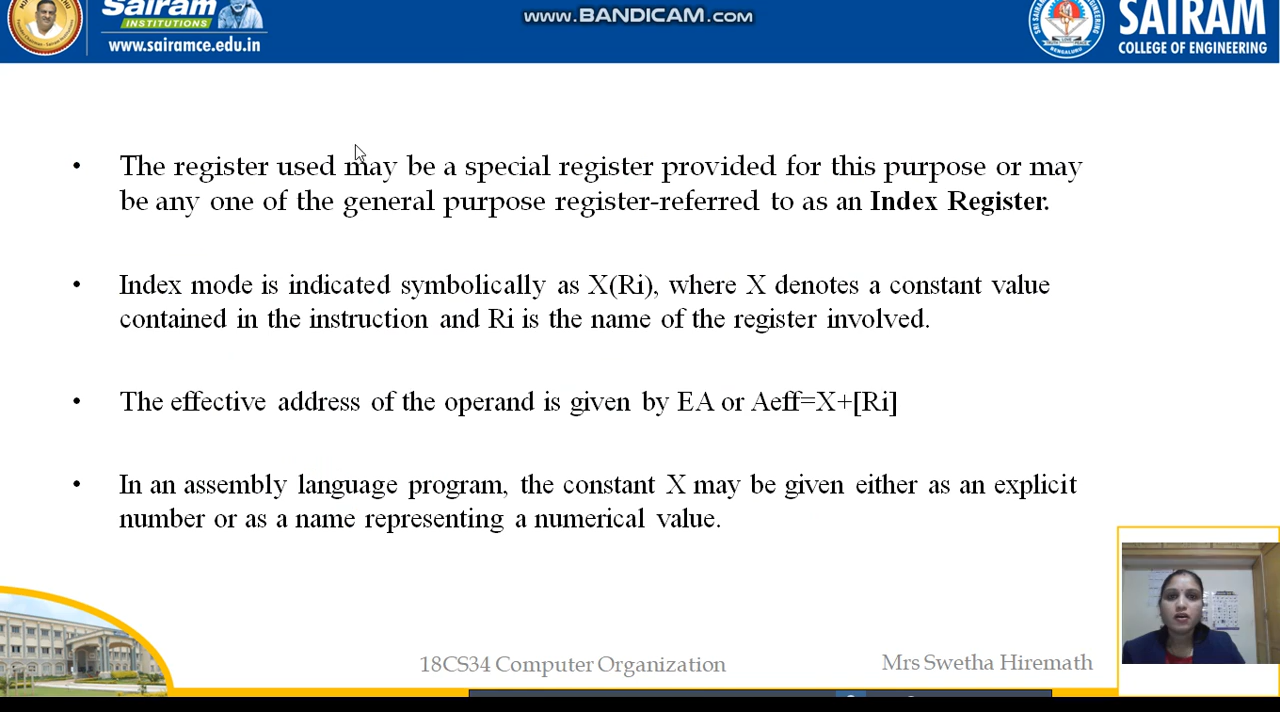 www.BANDICAM.com
Sairam
INSTITUTIONS
www.sairamce.edu.in
SAIRAM
COLLEGE OF ENGINEERING
• The register used may be a special register provided for this purpose or may
be any one of the general purpose register-referred to as an Index Register.
• Index mode is indicated symbolically as X(Ri), where X denotes a constant value
contained in the instruction and Ri is the name of the register involved.
• The effective address of the operand is given by EA or Aeff=X+[Ri]
• In an assembly language program, the constant X may be given either as an explicit
number or as a name representing a numerical value.
18CS34 Computer Organization
Mrs Swetha Hiremath